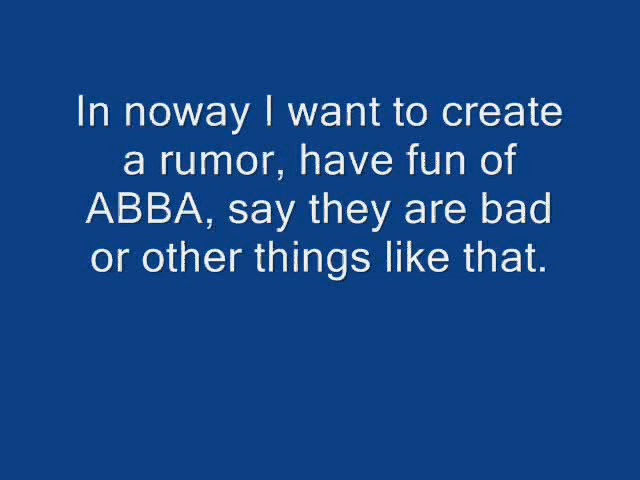 In noway I want to create
a rumor, have fun of
ABBA, say they are bad
or other things like that.